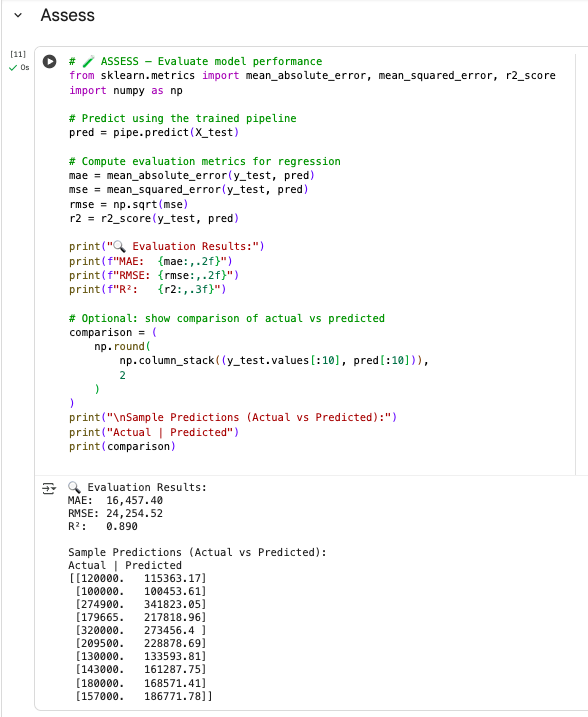 Assess
[11]
0s
# 🧪 ASSESS — Evaluate model performance
from sklearn.metrics import mean_absolute_error, mean_squared_error, r2_score
import numpy as np
# Predict using the trained pipeline
pred = pipe.predict(X_test)
# Compute evaluation metrics for regression
mae = mean_absolute_error(y_test, pred)
mse = mean_squared_error(y_test, pred)
rmse = np.sqrt(mse)
r2 = r2_score(y_test, pred)
print("🔍 Evaluation Results:")
print(f"MAE:  {mae:,.2f}")
print(f"RMSE: {rmse:,.2f}")
print(f"R²:   {r2:,.3f}")
# Optional: show comparison of actual vs predicted
comparison = (
    np.round(
        np.column_stack((y_test.values[:10], pred[:10])),
        2
    )
)
print("\nSample Predictions (Actual vs Predicted):")
print("Actual | Predicted")
print(comparison)
🔍 Evaluation Results:
MAE:  16,457.40
RMSE: 24,254.52
R²:   0.890
Sample Predictions (Actual vs Predicted):
Actual | Predicted
[[120000.   115363.17]
 [100000.   100453.61]
 [274900.   341823.05]
 [179665.   217818.96]
 [320000.   273456.4 ]
 [209500.   228878.69]
 [130000.   133593.81]
 [143000.   161287.75]
 [180000.   168571.41]
 [157000.   186771.78]]